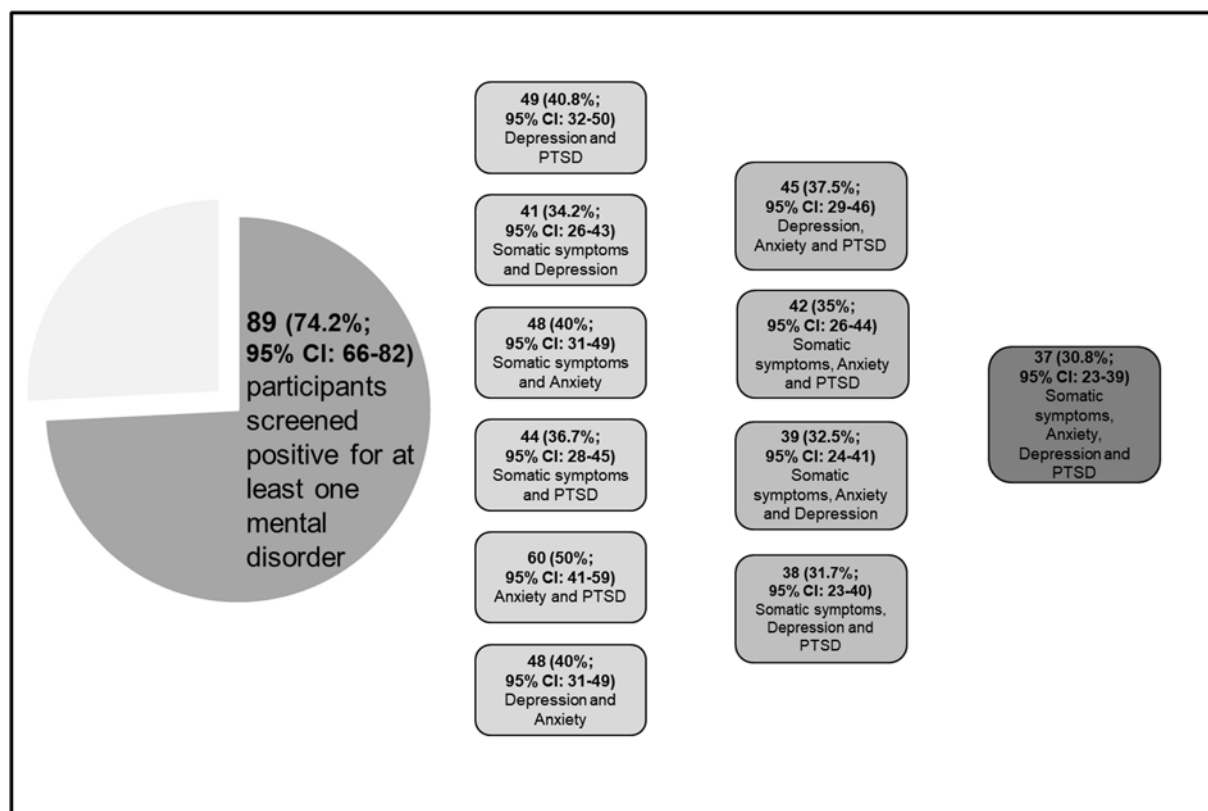 89 (74.2%;
95% CI: 66-82)
participants
screened
positive for at
least one
mental
disorder
49 (40.8%;
95% CI: 32-50)
Depression and
PTSD
41 (34.2%;
95% CI: 26-43)
Somatic symptoms
and Depression
48 (40%;
95% CI: 31-49)
Somatic symptoms
and Anxiety
44 (36.7%;
95% CI: 28-45)
Somatic symptoms
and PTSD
60 (50%;
95% CI: 41-59)
Anxiety and PTSD
48 (40%;
95% CI: 31-49)
Depression and
Anxiety
45 (37.5%;
95% CI: 29-46)
Depression,
Anxiety and PTSD
42 (35%;
95% CI: 26-44)
Somatic
symptoms, Anxiety
and PTSD
39 (32.5%;
95% CI: 24-41)
Somatic
symptoms, Anxiety
and Depression
38 (31.7%;
95% CI: 23-40)
Somatic symptoms,
Depression and
PTSD
37 (30.8%;
95% CI: 23-39)
Somatic
symptoms,
Anxiety,
Depression and
PTSD